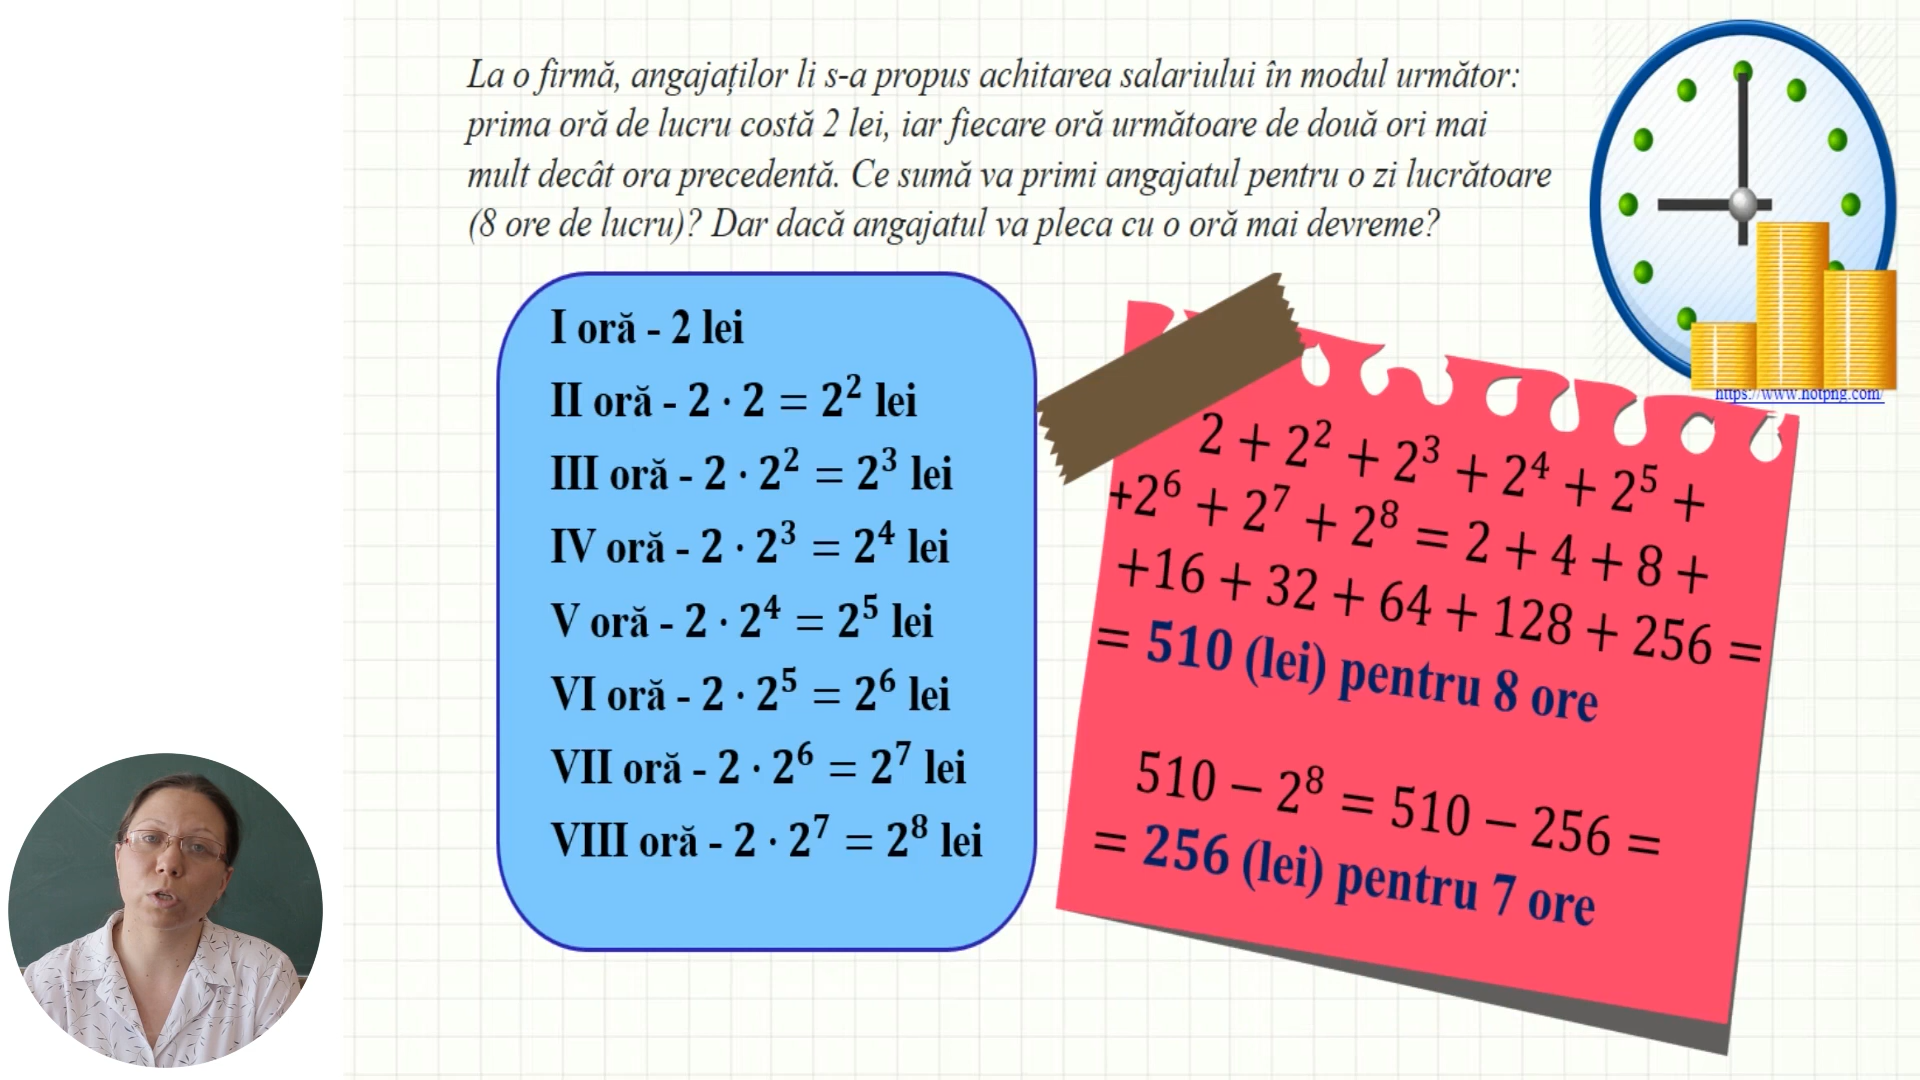 La o firmă, angajaților li s-a propus achitarea salariului în modul următor:
prima oră de lucru costă 2 lei, iar fiecare oră următoare de două ori mai
mult decât ora precedentă. Ce sumă va primi angajatul pentru o zi lucrătoare
(8 ore de lucru)? Dar dacă angajatul va pleca cu o oră mai devreme?
I oră - 2 lei
II oră - 2 · 2 = 2² lei
III oră - 2 · 2² = 2³ lei
IV oră - 2 · 2³ = 2⁴ lei
V oră - 2 · 2⁴ = 2⁵ lei
VI oră - 2 · 2⁵ = 2⁶ lei
VII oră - 2 · 2⁶ = 2⁷ lei
VIII oră - 2 · 2⁷ = 2⁸ lei
https://www.hotpng.com/
2 + 2² + 2³ + 2⁴ + 2⁵ +
+2⁶ + 2⁷ + 2⁸ = 2 + 4 + 8 +
+16 + 32 + 64 + 128 + 256 =
= 510 (lei) pentru 8 ore
510 − 2⁸ = 510 − 256 =
= 256 (lei) pentru 7 ore